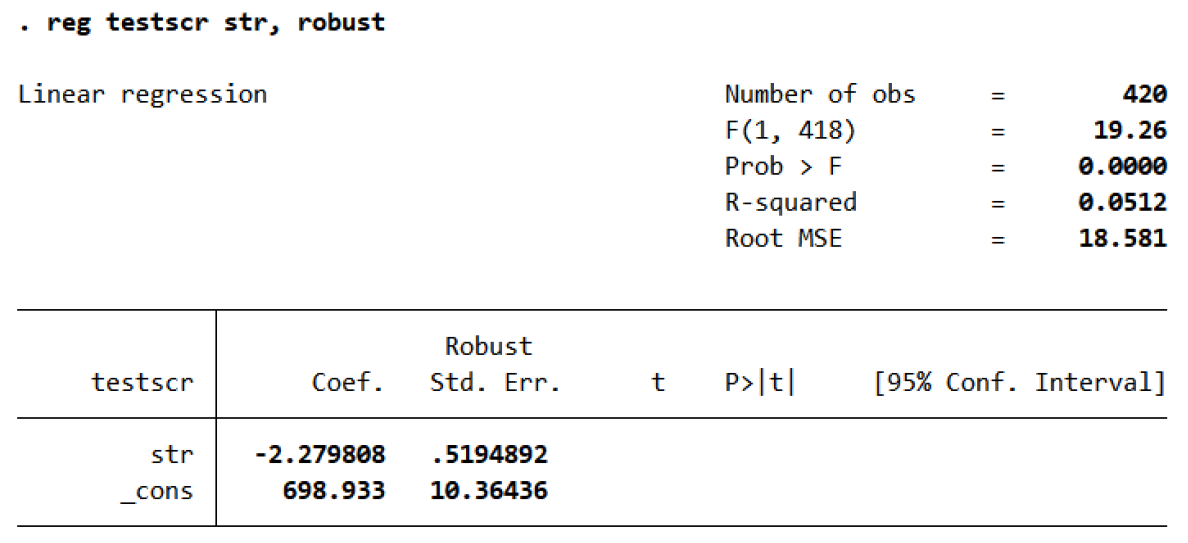 . reg testscr str, robust
Linear regression Number of obs = 420
F(1, 418) = 19.26
Prob > F = 0.0000
R-squared = 0.0512
Root MSE = 18.581
Robust
testscr Coef. Std. Err. t P>|t| [95% Conf. Interval]
str -2.279808 .5194892
_cons 698.933 10.36436